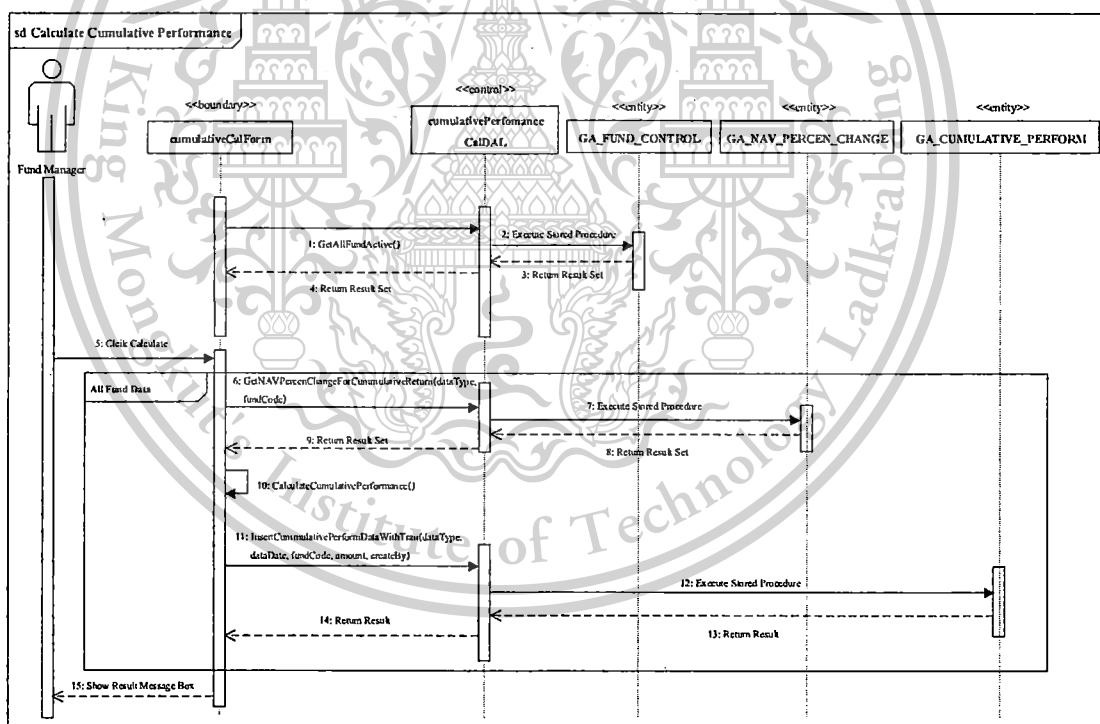 sd Calculate Cumulative Performance
<<boundary>>
<<control>>
<<entity>>
<<entity>>
<<entity>>
cumulativeCalForm
cumulativePerfomance
CalDAL
GA_FUND_CONTROL
GA_NAV_PERCEN_CHANGE
GA_CUMULATIVE_PERFORM
Fund Manager
1: GetAllFundActive()
2: Execute Stored Procedure
3: Return Result Set
4: Return Result Set
5: Cleik Calculate
All Fund Data
6: GetNAVPercenChangeForCummulativeReturn(dataType,
fundCode)
7: Execute Stored Procedure
8: Return Result Set
9: Return Result Set
10: CalculateCumulativePerformance()
11: InsertCummulativePerformDataWithTran(dataType,
dataDate, fundCode, amount, createBy)
12: Execute Stored Procedure
13: Return Result
14: Return Result
15: Show Result Message Box
King Mongkut's Institute of Technology Ladkrabang